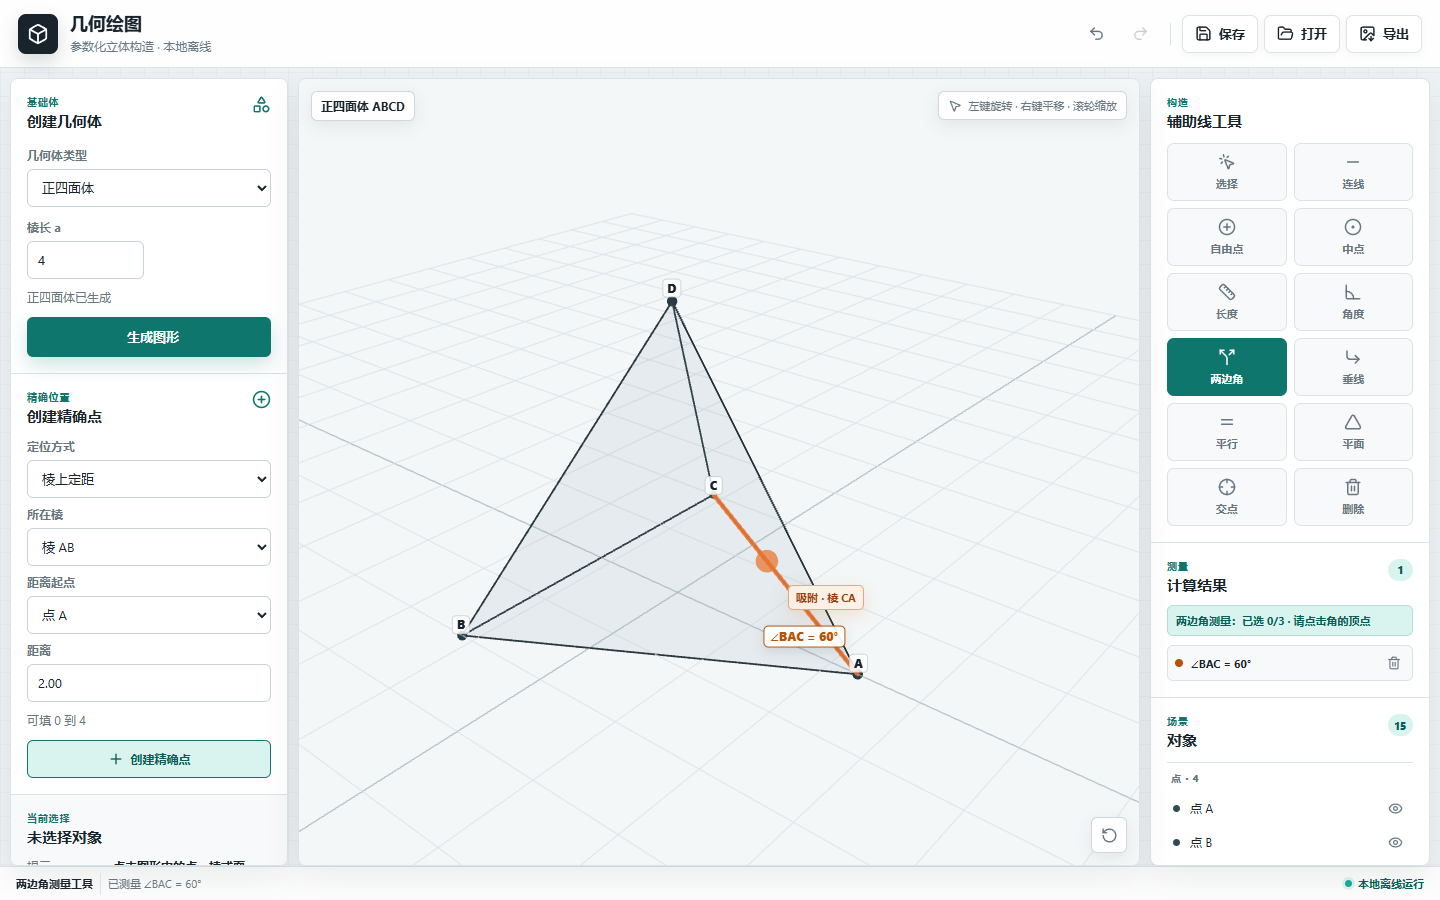 几何绘图
参数化立体构造 · 本地离线
保存
打开
导出
基础体
创建几何体
几何体类型
正四面体
棱长 a
4
正四面体已生成
生成图形
精确位置
创建精确点
定位方式
棱上定距
所在棱
棱 AB
距离起点
点 A
距离
2.00
可填 0 到 4
创建精确点
当前选择
未选择对象
正四面体 ABCD
左键旋转 · 右键平移 · 滚轮缩放
D
C
吸附 · 棱 CA
∠BAC = 60°
B
A
构造
辅助线工具
选择
连线
自由点
中点
长度
角度
两边角
垂线
平行
平面
交点
删除
测量
计算结果
1
两边角测量：已选 0/3 · 请点击角的顶点
∠BAC = 60°
场景
对象
15
点 · 4
点 A
点 B
两边角测量工具
已测量 ∠BAC = 60°
本地离线运行